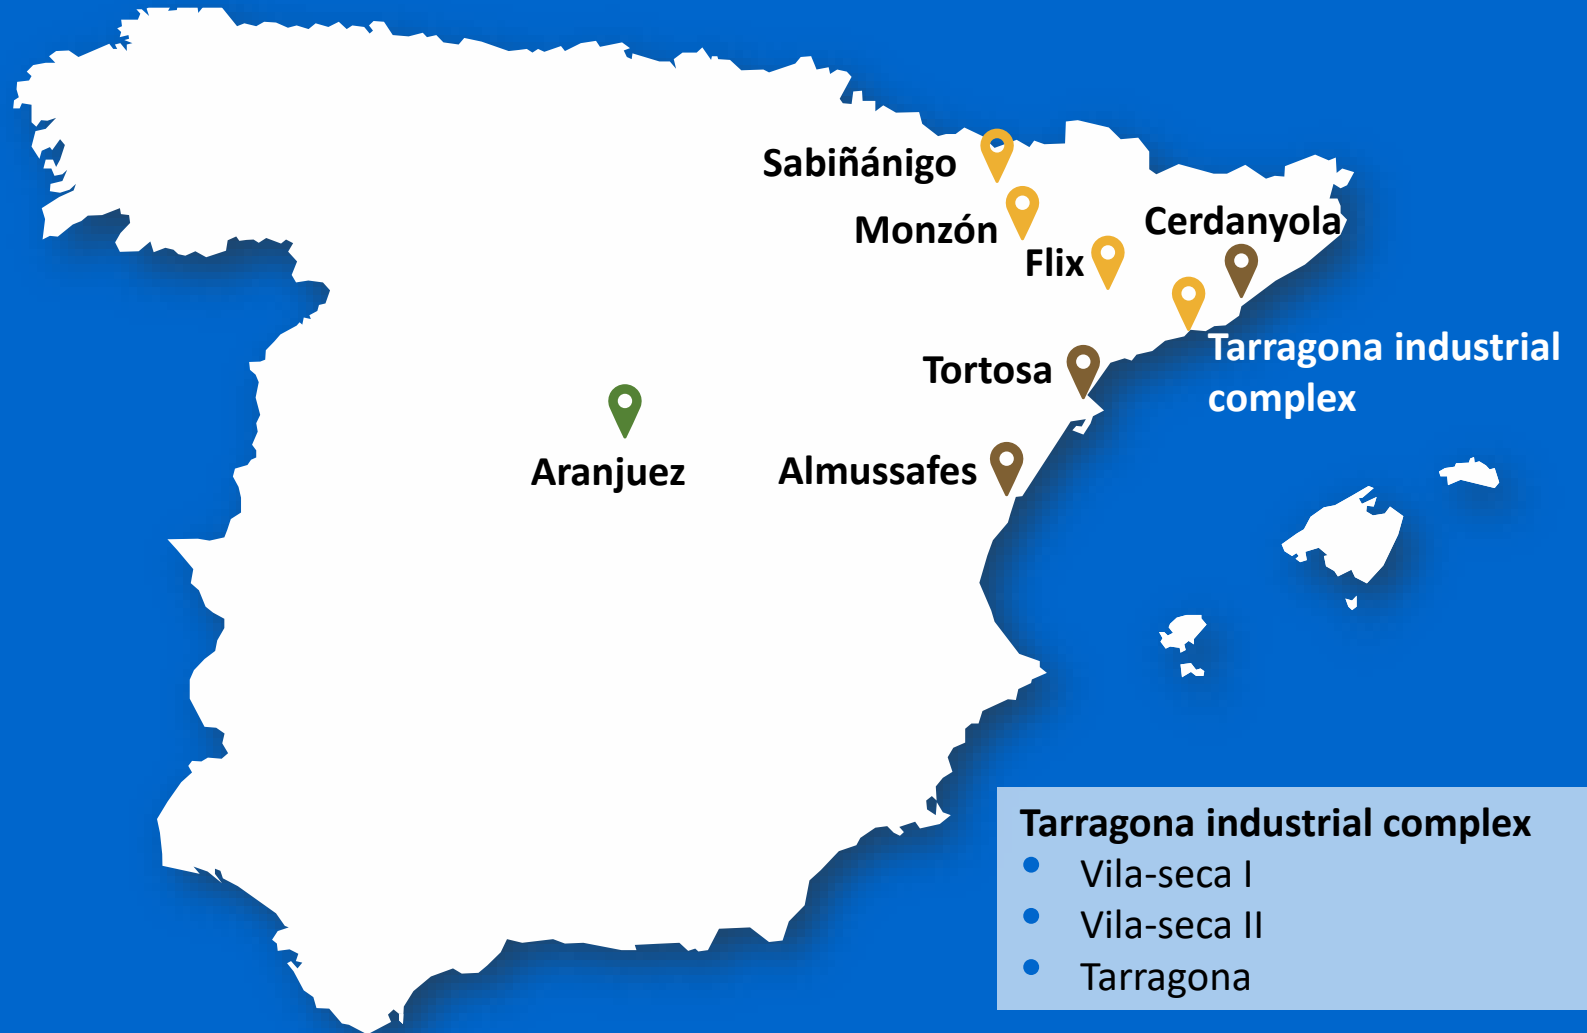 Sabiñánigo
Monzón
Cerdanyola
Flix
Tarragona industrial
complex
Tortosa
Aranjuez
Almussafes
Tarragona industrial complex
• Vila-seca I
• Vila-seca II
• Tarragona